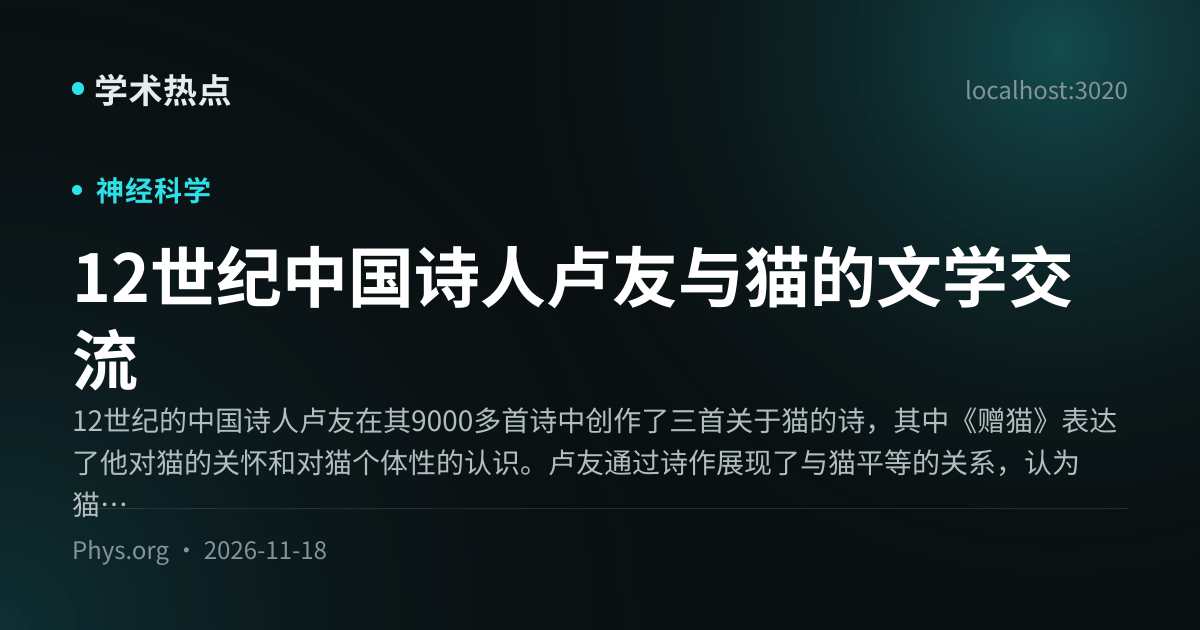 学术热点
localhost:3020
神经科学
12世纪中国诗人卢友与猫的文学交
流
12世纪的中国诗人卢友在其9000多首诗中创作了三首关于猫的诗，其中《赠猫》表达
了他对猫的关怀和对猫个体性的认识。卢友通过诗作展现了与猫平等的关系，认为
猫…
Phys.org • 2026-11-18